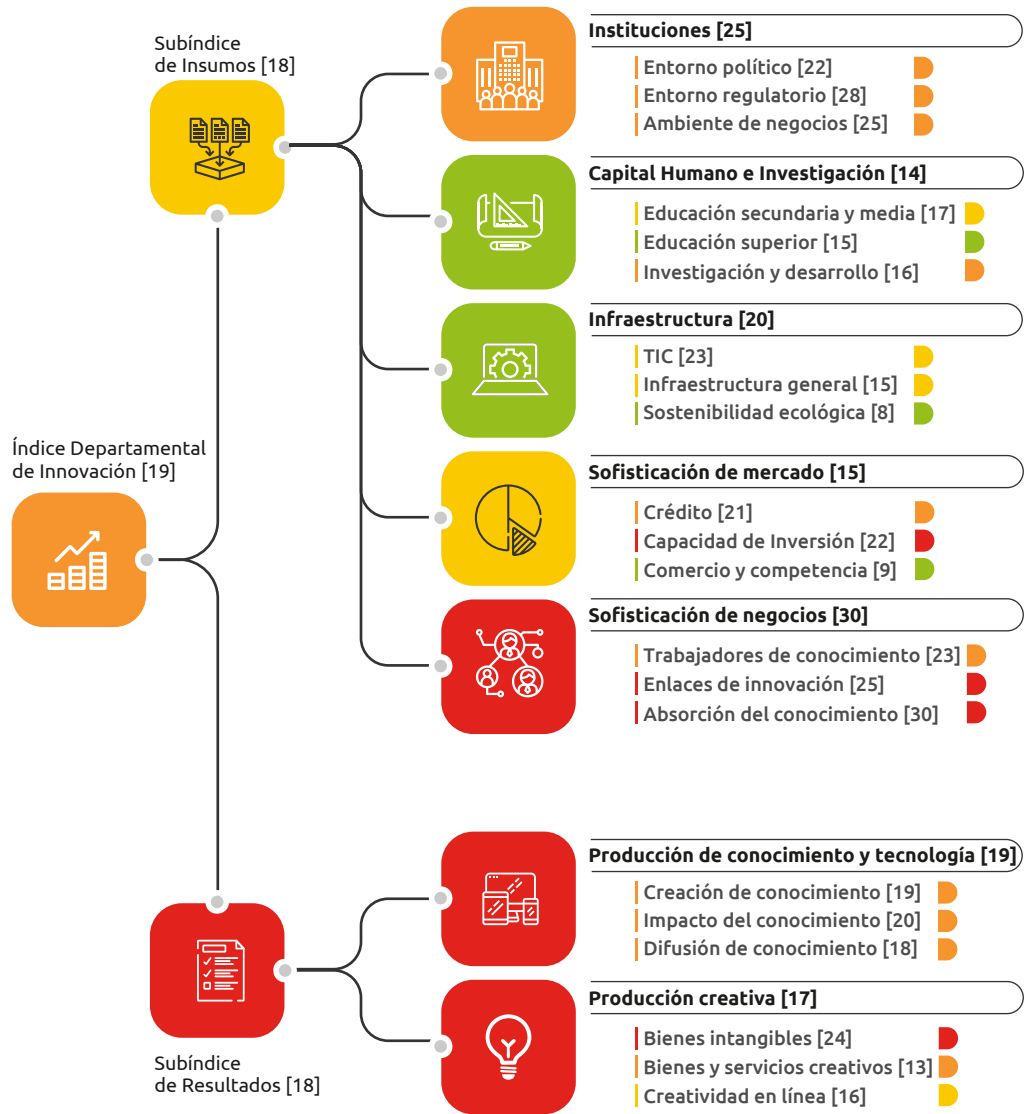 Índice Departamental
de Innovación [19]
Subíndice
de Insumos [18]
Instituciones [25]
Entorno político [22]
Entorno regulatorio [28]
Ambiente de negocios [25]
Capital Humano e Investigación [14]
Educación secundaria y media [17]
Educación superior [15]
Investigación y desarrollo [16]
Infraestructura [20]
TIC [23]
Infraestructura general [15]
Sostenibilidad ecológica [8]
Sofisticación de mercado [15]
Crédito [21]
Capacidad de Inversión [22]
Comercio y competencia [9]
Sofisticación de negocios [30]
Trabajadores de conocimiento [23]
Enlaces de innovación [25]
Absorción del conocimiento [30]
Subíndice
de Resultados [18]
Producción de conocimiento y tecnología [19]
Creación de conocimiento [19]
Impacto del conocimiento [20]
Difusión de conocimiento [18]
Producción creativa [17]
Bienes intangibles [24]
Bienes y servicios creativos [13]
Creatividad en línea [16]